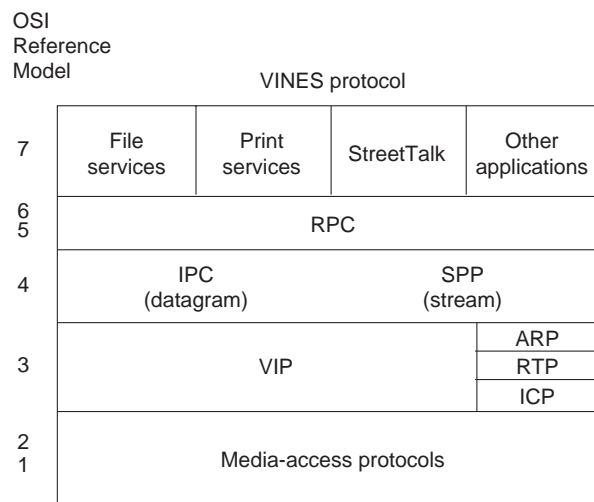 OSI
Reference
Model
VINES protocol
7
File
services
Print
services
StreetTalk
Other
applications
6
5
RPC
4
IPC
(datagram)
SPP
(stream)
3
VIP
ARP
RTP
ICP
2
1
Media-access protocols